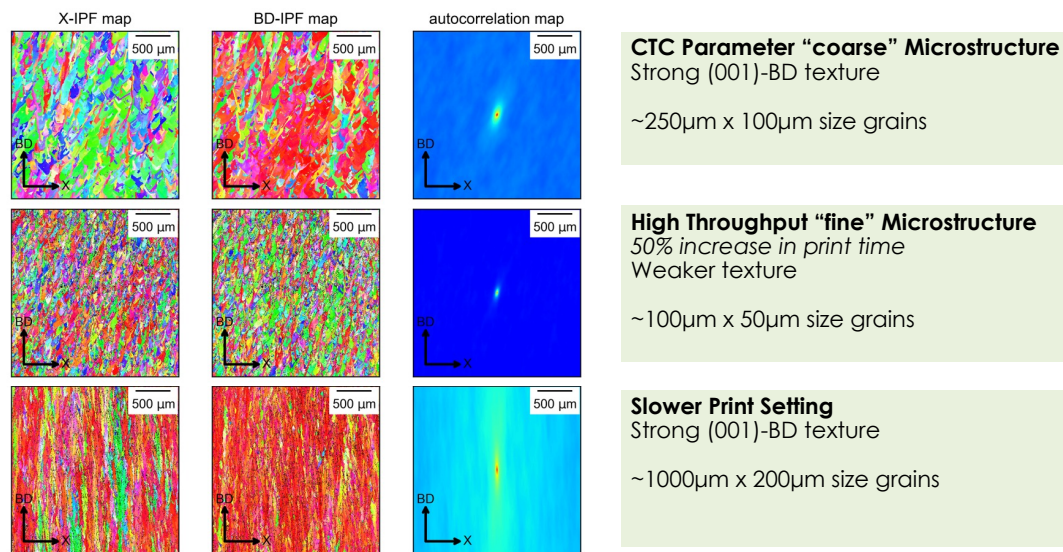 X-IPF map
BD-IPF map
autocorrelation map
500 µm
500 µm
500 µm
BD
X
BD
X
BD
X
CTC Parameter “coarse” Microstructure
Strong (001)-BD texture
~250µm x 100µm size grains
500 µm
500 µm
500 µm
BD
X
BD
X
BD
X
High Throughput “fine” Microstructure
50% increase in print time
Weaker texture
~100µm x 50µm size grains
500 µm
500 µm
500 µm
BD
X
BD
X
BD
X
Slower Print Setting
Strong (001)-BD texture
~1000µm x 200µm size grains